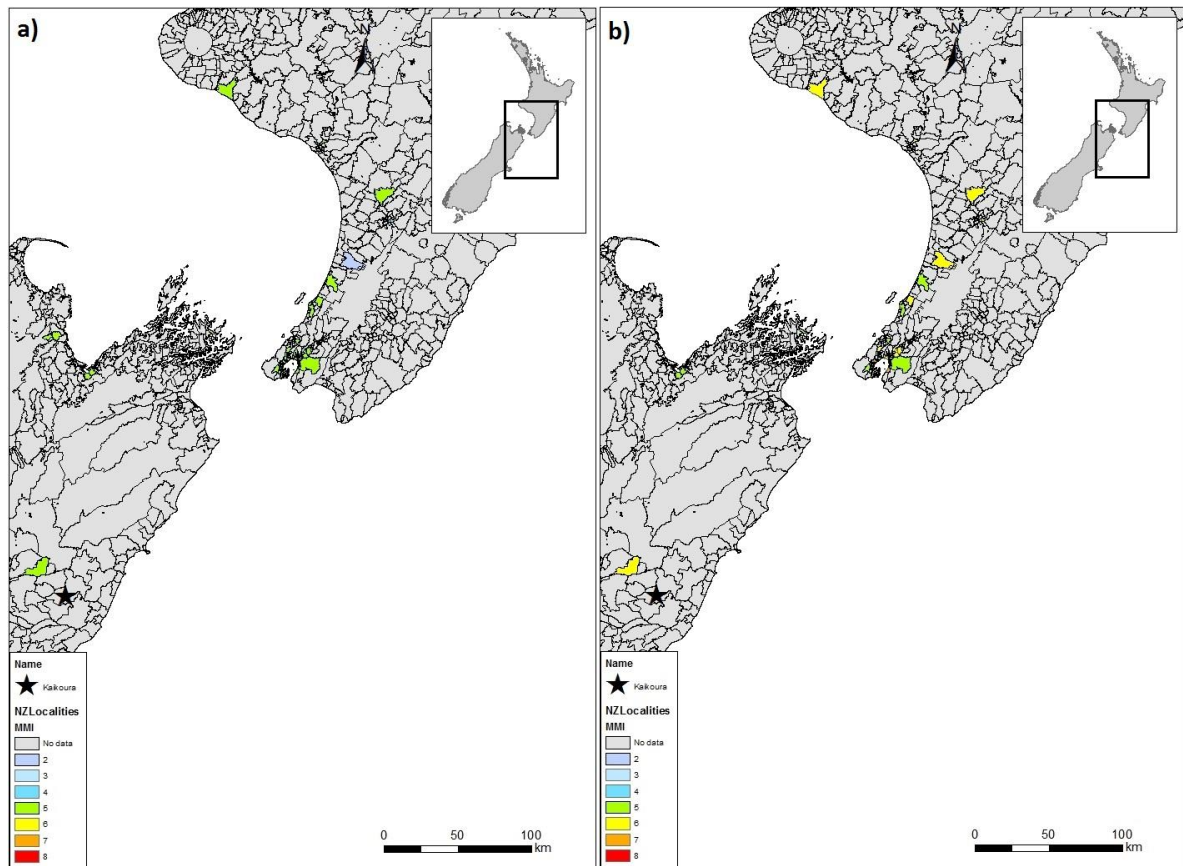 a)
Name
Kaikoura
NZLocalities
MMI
No data
2
3
4
5
6
7
8
0 50 100
km
b)
Name
Kaikoura
NZLocalities
MMI
No data
2
3
4
5
6
7
8
0 50 100
km